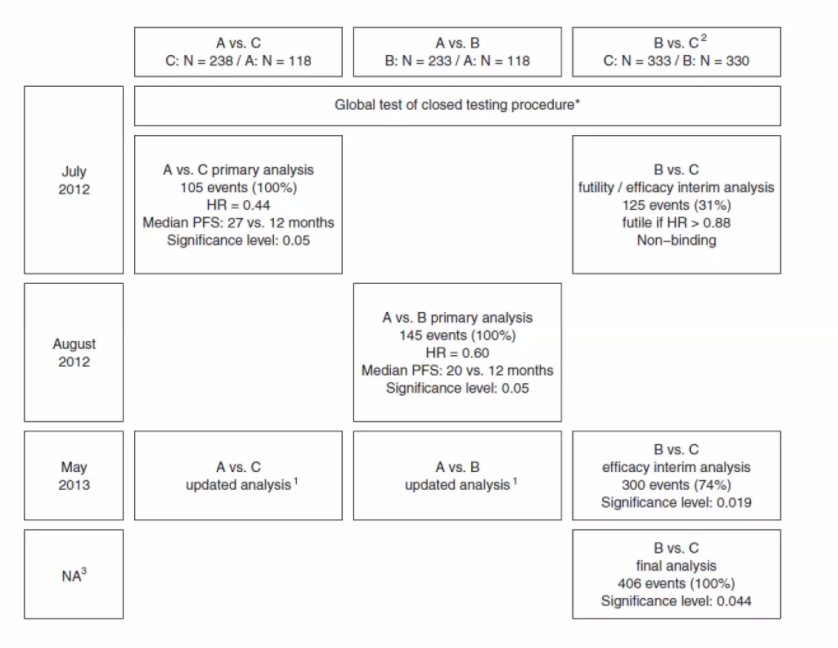 A vs. C
C: N = 238 / A: N = 118
A vs. B
B: N = 233 / A: N = 118
B vs. C 2
C: N = 333 / B: N = 330
Global test of closed testing procedure*
July
2012
A vs. C primary analysis
105 events (100%)
HR = 0.44
Median PFS: 27 vs. 12 months
Significance level: 0.05
B vs. C
futility / efficacy interim analysis
125 events (31%)
futile if HR > 0.88
Non−binding
August
2012
A vs. B primary analysis
145 events (100%)
HR = 0.60
Median PFS: 20 vs. 12 months
Significance level: 0.05
May
2013
A vs. C
updated analysis 1
A vs. B
updated analysis 1
B vs. C
efficacy interim analysis
300 events (74%)
Significance level: 0.019
NA3
B vs. C
final analysis
406 events (100%)
Significance level: 0.044